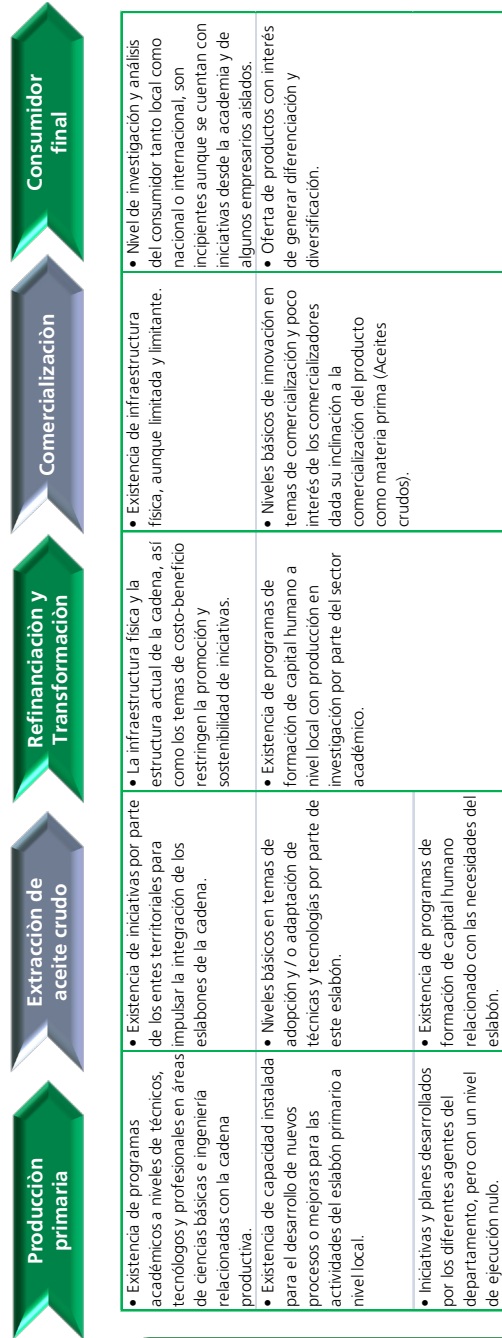 Producciòn
primaria
Extracciòn de
aceite crudo
Refinanciaciòn y
Transformaciòn
Comercializaciòn
Consumidor
final
• Existencia de programas
académicos a niveles de técnicos,
tecnólogos y profesionales en áreas
de ciencias básicas e ingeniería
relacionadas con la cadena
productiva.
• Existencia de iniciativas por parte
de los entes territoriales para
impulsar la integración de los
eslabones de la cadena.
• La infraestructura física y la
estructura actual de la cadena, así
como los temas de costo-beneficio
restringen la promoción y
sostenibilidad de iniciativas.
• Existencia de infraestructura
física, aunque limitada y limitante.
• Nivel de investigación y análisis
del consumidor tanto local como
nacional o internacional, son
incipientes aunque se cuentan con
iniciativas desde la academia y de
algunos empresarios aislados.
• Existencia de capacidad instalada
para el desarrollo de nuevos
procesos o mejoras para las
actividades del eslabón primario a
nivel local.
• Niveles básicos en temas de
adopción y / o adaptación de
técnicas y tecnologías por parte de
este eslabón.
• Existencia de programas de
formación de capital humano a
nivel local con producción en
investigación por parte del sector
académico.
• Niveles básicos de innovación en
temas de comercialización y poco
interés de los comercializadores
dada su inclinación a la
comercialización del producto
como materia prima (Aceites
crudos).
• Oferta de productos con interés
de generar diferenciación y
diversificación.
• Iniciativas y planes desarrollados
por los diferentes agentes del
departamento, pero con un nivel
de ejecución nulo.
• Existencia de programas de
formación de capital humano
relacionado con las necesidades del
eslabón.